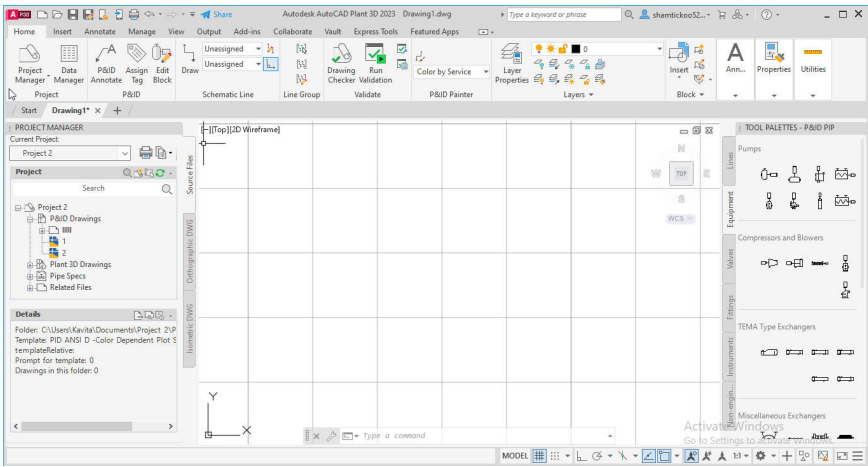 A P3D Share Autodesk AutoCAD Plant 3D 2023 Drawing1.dwg Type a keyword or phrase shamtickoo52...
Home Insert Annotate Manage View Output Add-ins Collaborate Vault Express Tools Featured Apps
Project Manager Data Manager P&ID Annotate Assign Tag Edit Block Draw Unassigned Unassigned Drawing Checker Run Validation Color by Service Layer Properties 0 Insert Ann... Properties Utilities
Project P&ID Schematic Line Line Group Validate P&ID Painter Layers Block
Start Drawing1* +
PROJECT MANAGER
Current Project:
Project 2
Project
Search
Project 2
P&ID Drawings
1
2
Plant 3D Drawings
Pipe Specs
Related Files
Details
Folder: C:\Users\Kavita\Documents\Project 2\P
Template: PID ANSI D -Color Dependent Plot S
templateRelative:
Prompt for template: 0
Drawings in this folder: 0
Source Files
Orthographic DWG
Isometric DWG
[-][Top][2D Wireframe]
N
W TOP E
S
WCS
Y
X
Type a command
TOOL PALETTES - P&ID PIP
Lines
Equipment
Valves
Fittings
Instruments
Non-engin...
Pumps
Compressors and Blowers
TEMA Type Exchangers
Miscellaneous Exchangers
Activate Windows
Go to Settings to activate Windows.
MODEL 1:1